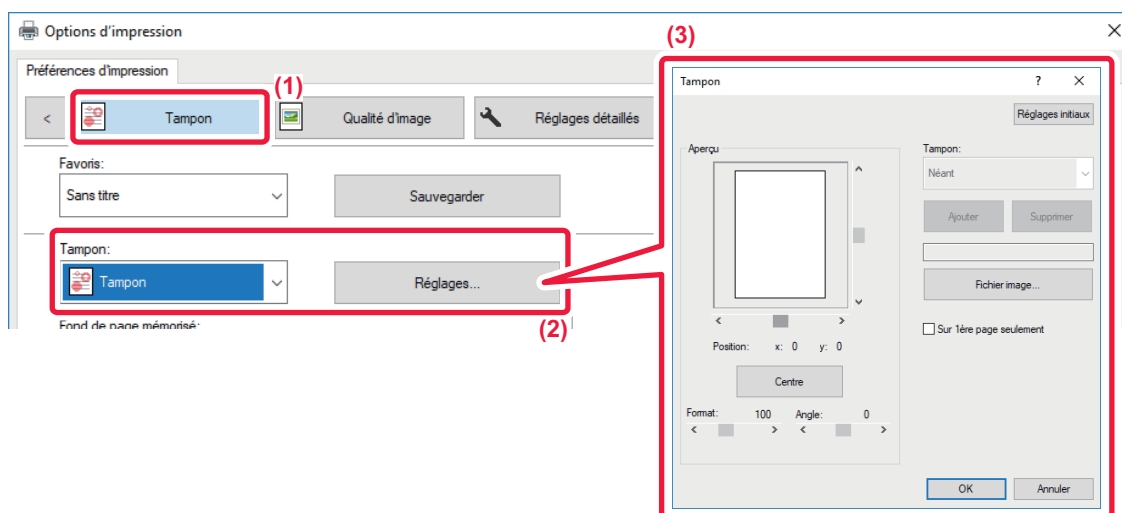 Options d'impression
Préférences d'impression
(1)
< Tampon Qualité d'image Réglages détaillés
Favoris:
Sans titre Sauvegarder
Tampon:
Tampon Réglages...
(2)
Fond de page mémorisé:
(3)
Tampon ? ×
Réglages initiaux
Aperçu
Position: x: 0 y: 0
Centre
Format: 100 Angle: 0
Tampon:
Néant
Ajouter Supprimer
Fichier image...
Sur 1ère page seulement
OK Annuler